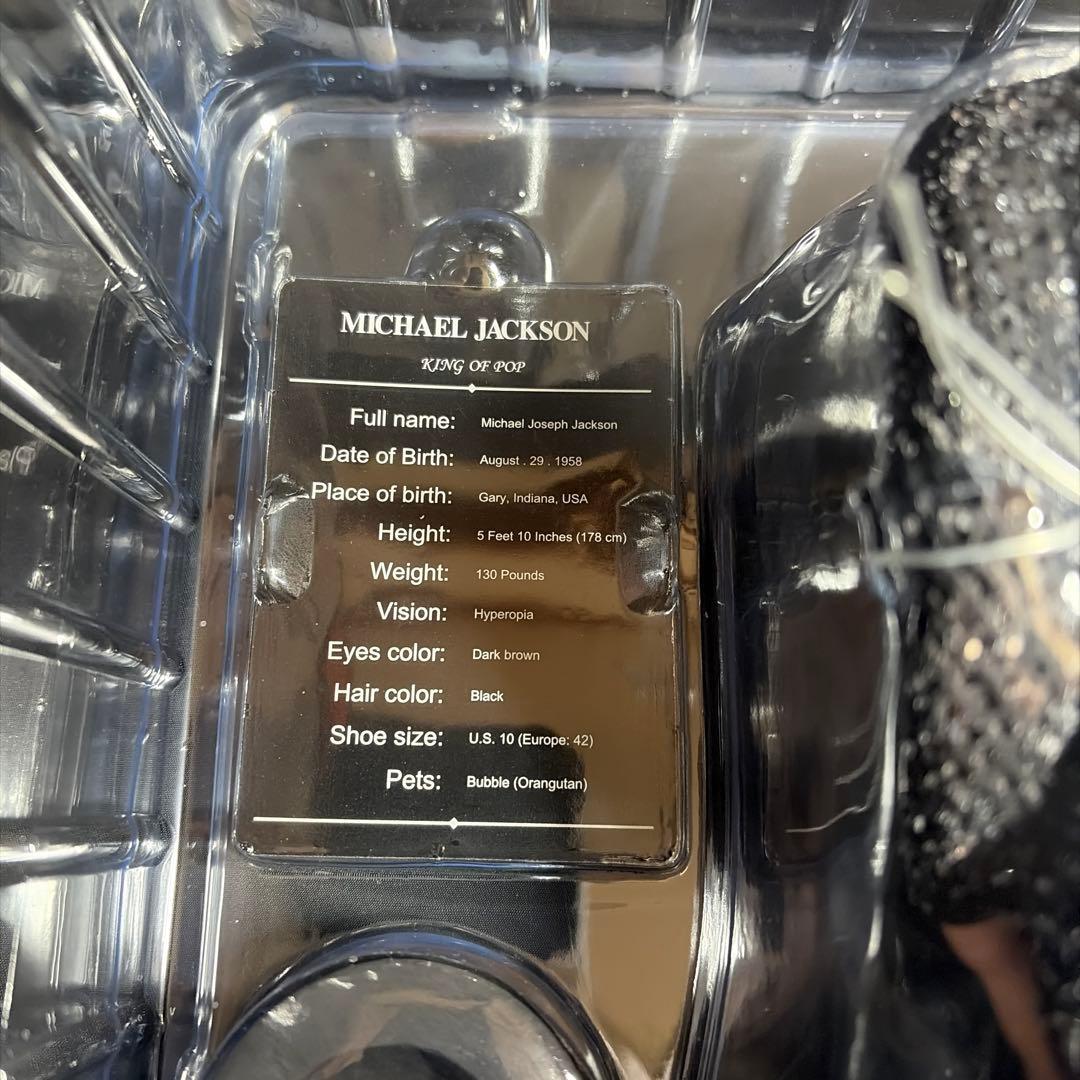 MICHAEL JACKSON
KING OF POP
Full name: Michael Joseph Jackson
Date of Birth: August . 29 . 1958
Place of birth: Gary, Indiana, USA
Height: 5 Feet 10 Inches (178 cm)
Weight: 130 Pounds
Vision: Hyperopia
Eyes color: Dark brown
Hair color: Black
Shoe size: U.S. 10 (Europe: 42)
Pets: Bubble (Orangutan)